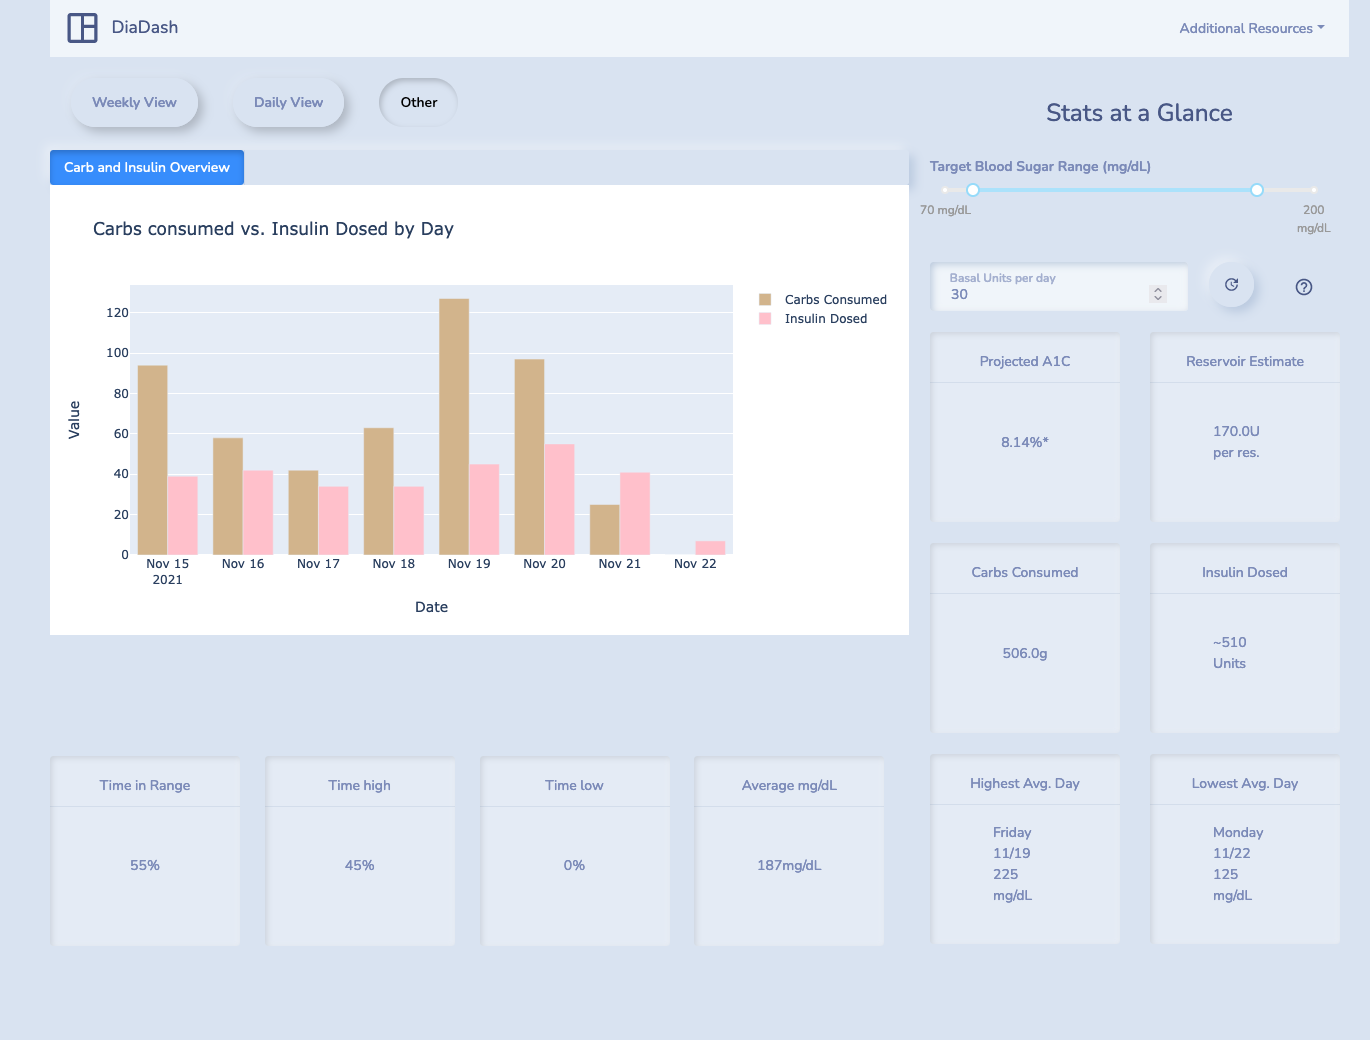 DiaDash
Additional Resources
Weekly View
Daily View
Other
Stats at a Glance
Carb and Insulin Overview
Target Blood Sugar Range (mg/dL)
70 mg/dL
200
mg/dL
Carbs consumed vs. Insulin Dosed by Day
Carbs Consumed
Insulin Dosed
120
100
80
60
40
20
0
Value
Nov 15
2021
Nov 16
Nov 17
Nov 18
Nov 19
Nov 20
Nov 21
Nov 22
Date
Basal Units per day
30
Projected A1C
8.14%*
Reservoir Estimate
170.0U
per res.
Carbs Consumed
506.0g
Insulin Dosed
~510
Units
Time in Range
55%
Time high
45%
Time low
0%
Average mg/dL
187mg/dL
Highest Avg. Day
Friday
11/19
225
mg/dL
Lowest Avg. Day
Monday
11/22
125
mg/dL